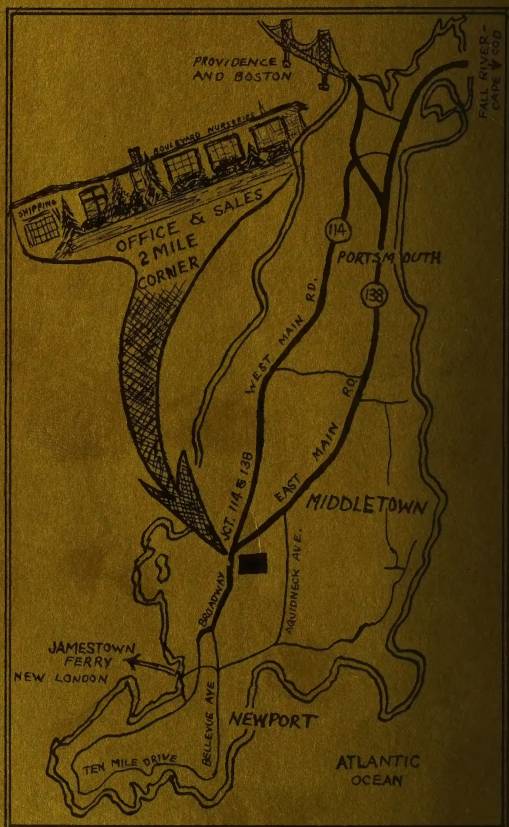 PROVIDENCE
AND BOSTON
FALL RIVER-
CAPE COD
BOULEVARD NURSERIES
SHIPPING
OFFICE & SALES
2 MILE
CORNER
114
PORTSMOUTH
138
WEST MAIN RD.
EAST MAIN RD.
JCT. 114 & 138
MIDDLETOWN
AQUIDNECK AVE.
BROADWAY
JAMESTOWN
FERRY
NEW LONDON
BELLEVUE AVE
NEWPORT
TEN MILE DRIVE
ATLANTIC
OCEAN